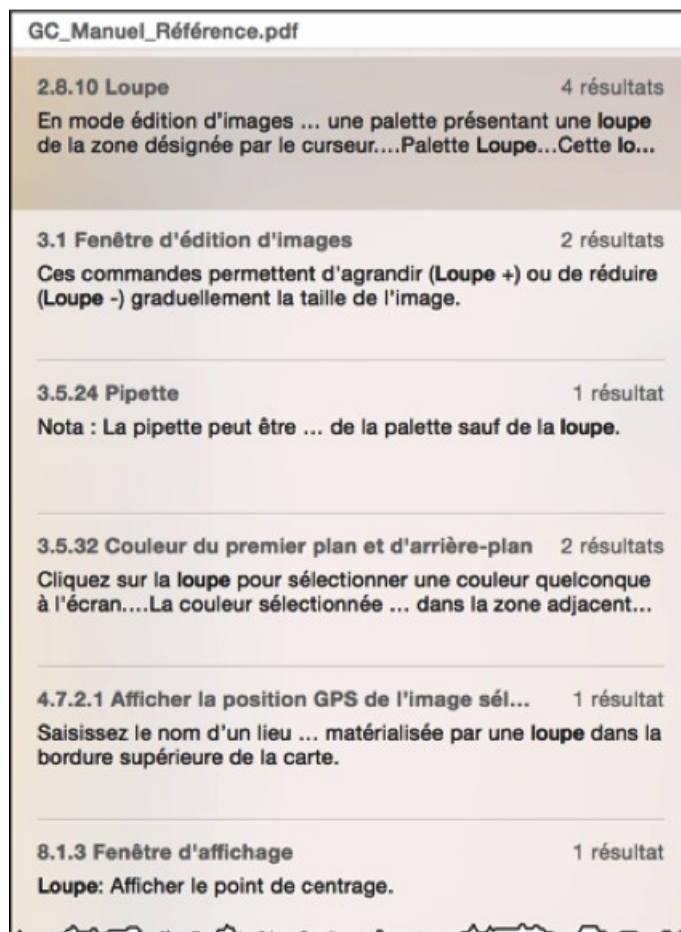 GC_Manuel_Référence.pdf
2.8.10 Loupe 4 résultats
En mode édition d'images ... une palette présentant une loupe
de la zone désignée par le curseur....Palette Loupe...Cette lo...
3.1 Fenêtre d'édition d'images 2 résultats
Ces commandes permettent d'agrandir (Loupe +) ou de réduire
(Loupe -) graduellement la taille de l'image.
3.5.24 Pipette 1 résultat
Nota : La pipette peut être ... de la palette sauf de la loupe.
3.5.32 Couleur du premier plan et d'arrière-plan 2 résultats
Cliquez sur la loupe pour sélectionner une couleur quelconque
à l'écran....La couleur sélectionnée ... dans la zone adjacent...
4.7.2.1 Afficher la position GPS de l'image sél... 1 résultat
Saisissez le nom d'un lieu ... matérialisée par une loupe dans la
bordure supérieure de la carte.
8.1.3 Fenêtre d'affichage 1 résultat
Loupe: Afficher le point de centrage.